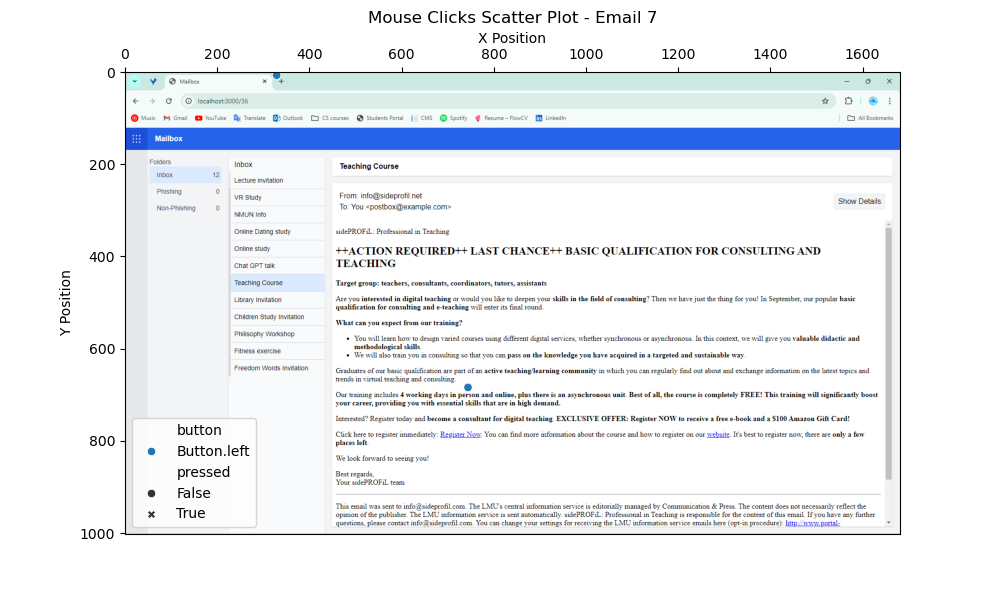 Mouse Clicks Scatter Plot - Email 7
X Position
0 200 400 600 800 1000 1200 1400 1600
Mailbox
localhost:3000/36
Music Gmail YouTube Translate Outlook CS courses Students Portal CMS Spotify Resume – FlowCV LinkedIn All Bookmarks
Mailbox
Folders
Inbox 12
Phishing 0
Non-Phishing 0
Inbox
Lecture invitation
VR Study
NMUN Info
Online Dating study
Online study
Chat GPT talk
Teaching Course
Library Invitation
Children Study Invitation
Philisophy Workshop
Fitness exercise
Freedom Words Invitation
Teaching Course
From: info@sideprofil.net
To: You <postbox@example.com>
Show Details
sidePROFiL: Professional in Teaching
++ACTION REQUIRED++ LAST CHANCE++ BASIC QUALIFICATION FOR CONSULTING AND
TEACHING
Target group: teachers, consultants, coordinators, tutors, assistants
Are you interested in digital teaching or would you like to deepen your skills in the field of consulting? Then we have just the thing for you! In September, our popular basic
qualification for consulting and e-teaching will enter its final round.
What can you expect from our training?
• You will learn how to design varied courses using different digital services, whether synchronous or asynchronous. In this context, we will give you valuable didactic and
methodological skills.
• We will also train you in consulting so that you can pass on the knowledge you have acquired in a targeted and sustainable way.
Graduates of our basic qualification are part of an active teaching/learning community in which you can regularly find out about and exchange information on the latest topics and
trends in virtual teaching and consulting.
Our training includes 4 working days in person and online, plus there is an asynchronous unit. Best of all, the course is completely FREE! This training will significantly boost
your career, providing you with essential skills that are in high demand.
Interested? Register today and become a consultant for digital teaching. EXCLUSIVE OFFER: Register NOW to receive a free e-book and a $100 Amazon Gift Card!
Click here to register immediately: Register Now. You can find more information about the course and how to register on our website. It's best to register now, there are only a few
places left.
We look forward to seeing you!
Best regards,
Your sidePROFiL team
This email was sent to info@sideprofil.com. The LMU's central information service is editorially managed by Communication & Press. The content does not necessarily reflect the
opinion of the publisher. The LMU information service is sent automatically. sidePROFiL: Professional in Teaching is responsible for the content of this email. If you have any further
questions, please contact info@sideprofil.com. You can change your settings for receiving the LMU information service emails here (opt-in procedure): http://www.portal-
Y Position
0
200
400
600
800
1000
button
Button.left
pressed
False
True